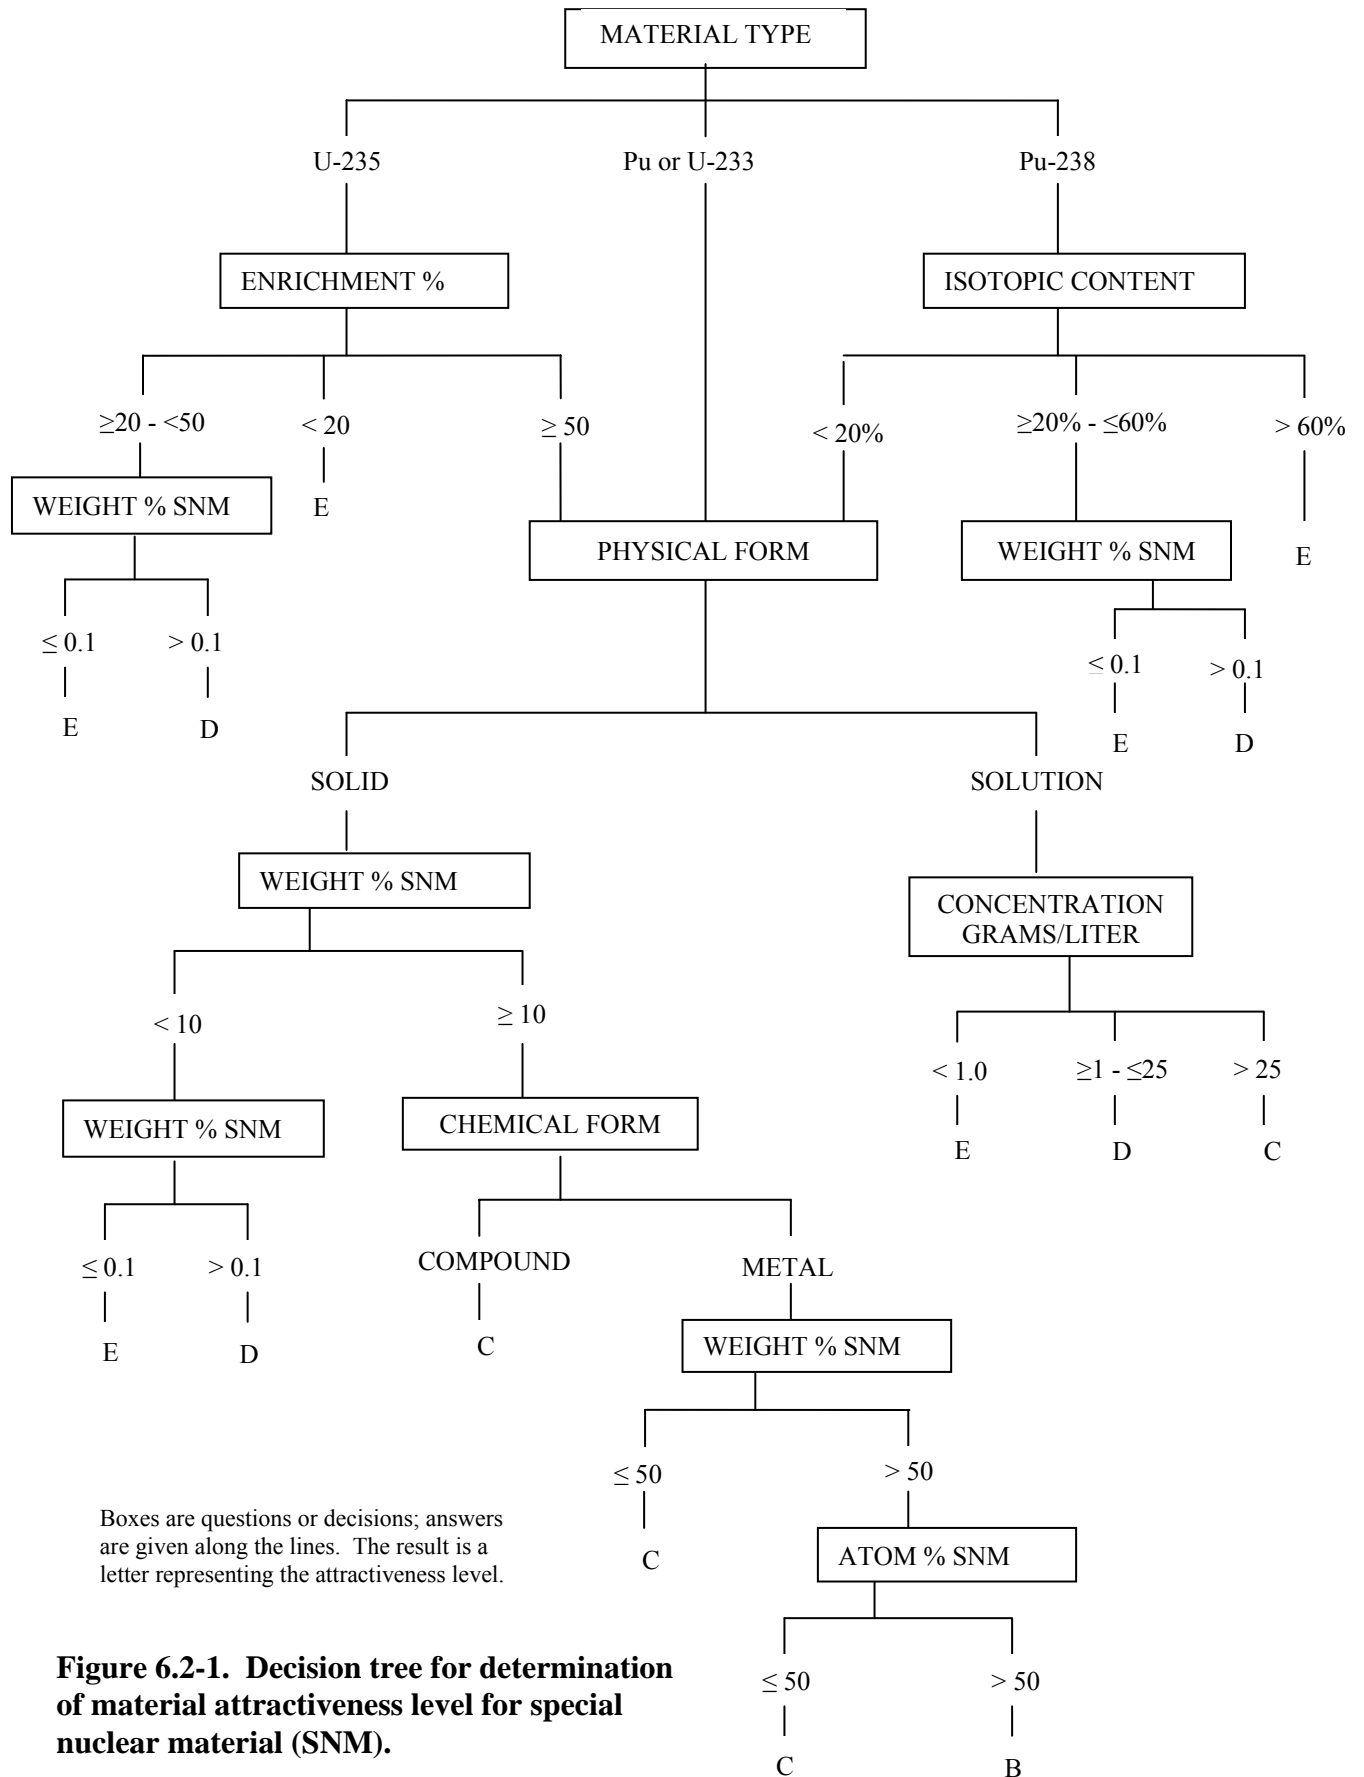 MATERIAL TYPE
U-235
Pu or U-233
Pu-238
ENRICHMENT %
ISOTOPIC CONTENT
≥20 - <50
< 20
≥ 50
< 20%
≥20% - ≤60%
> 60%
WEIGHT % SNM
E
PHYSICAL FORM
WEIGHT % SNM
E
≤ 0.1
> 0.1
≤ 0.1
> 0.1
E
D
E
D
SOLID
SOLUTION
WEIGHT % SNM
CONCENTRATION
GRAMS/LITER
< 10
≥ 10
< 1.0
≥1 - ≤25
> 25
WEIGHT % SNM
CHEMICAL FORM
E
D
C
≤ 0.1
> 0.1
COMPOUND
METAL
E
D
C
WEIGHT % SNM
≤ 50
> 50
C
ATOM % SNM
≤ 50
> 50
C
B
Boxes are questions or decisions; answers
are given along the lines.  The result is a
letter representing the attractiveness level.
Figure 6.2-1.  Decision tree for determination
of material attractiveness level for special
nuclear material (SNM).